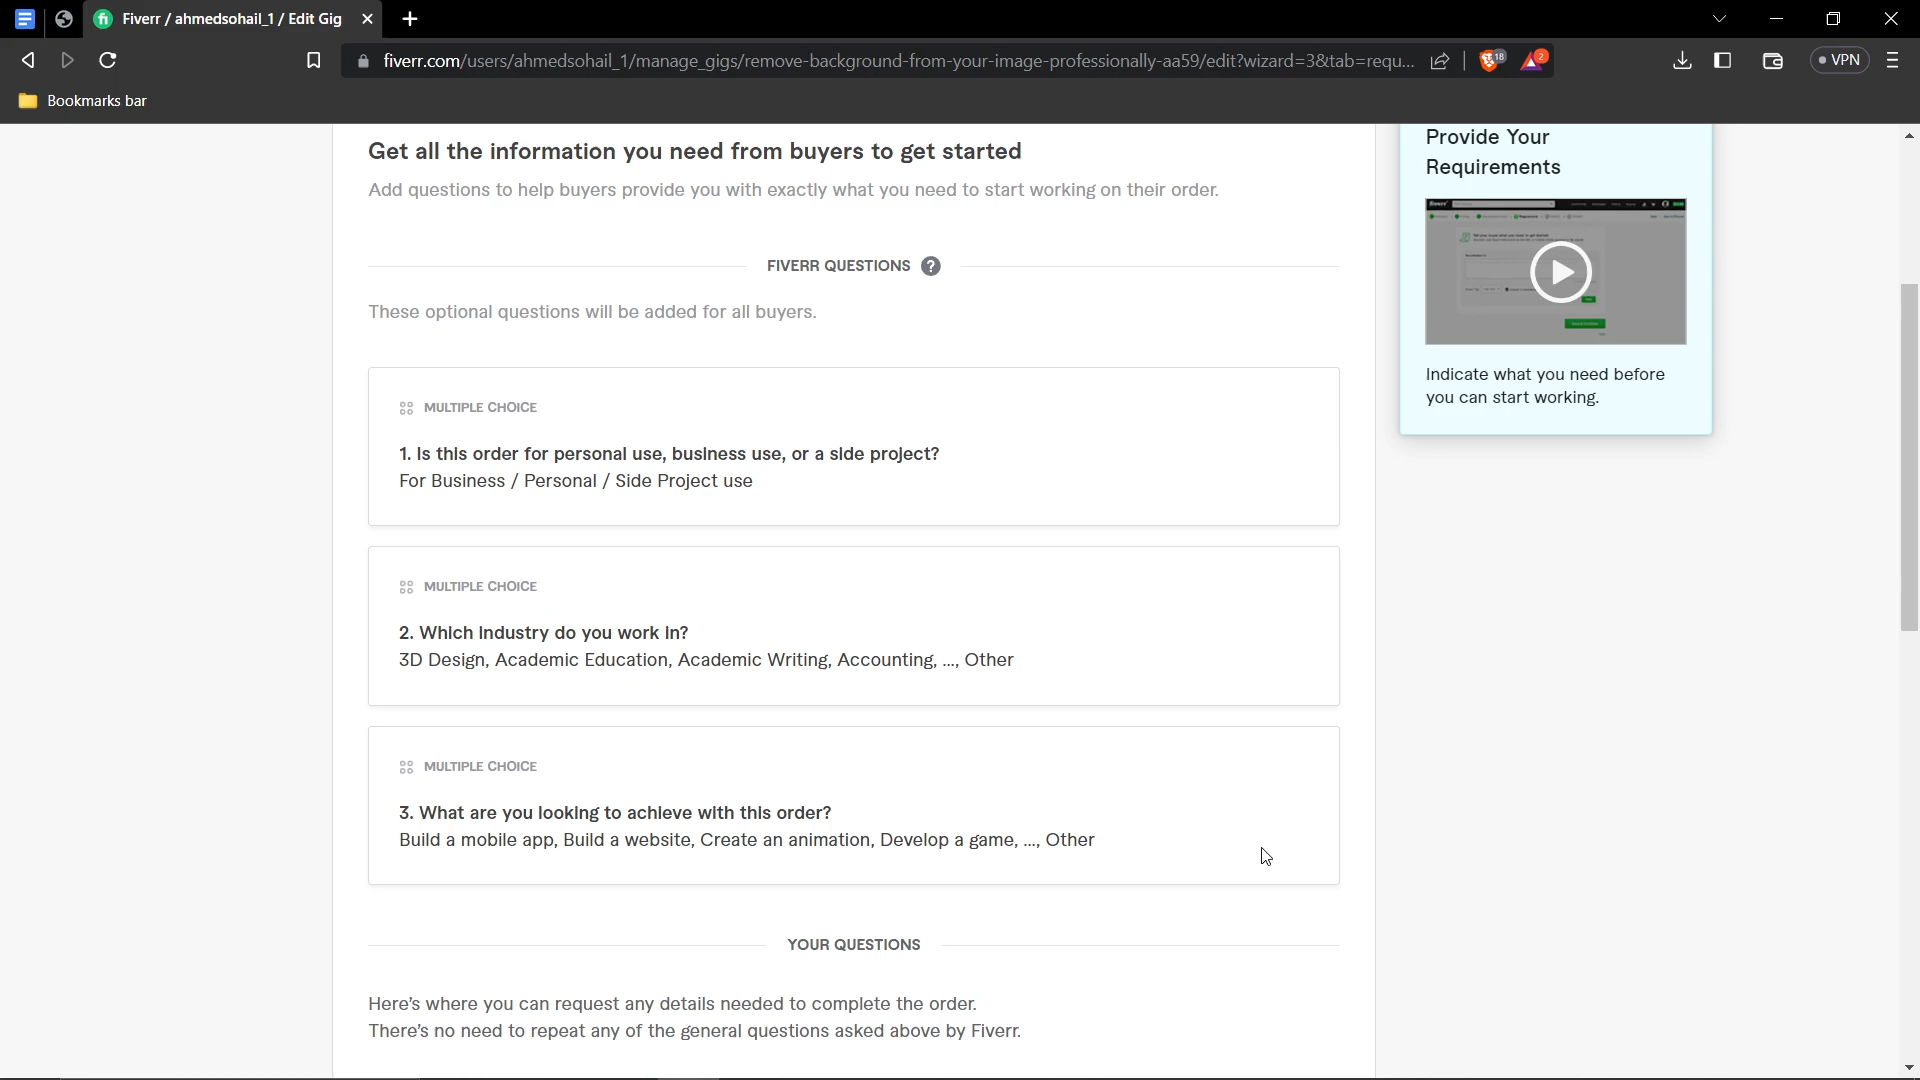 Fiverr / ahmedsohail_1 / Edit Gig
fiverr.com/users/ahmedsohail_1/manage_gigs/remove-background-from-your-image-professionally-aa59/edit?wizard=3&tab=requ...
18
2
VPN
Bookmarks bar
Get all the information you need from buyers to get started
Add questions to help buyers provide you with exactly what you need to start working on their order.
FIVERR QUESTIONS ?
These optional questions will be added for all buyers.
MULTIPLE CHOICE
1. Is this order for personal use, business use, or a side project?
For Business / Personal / Side Project use
MULTIPLE CHOICE
2. Which industry do you work in?
3D Design, Academic Education, Academic Writing, Accounting, ..., Other
MULTIPLE CHOICE
3. What are you looking to achieve with this order?
Build a mobile app, Build a website, Create an animation, Develop a game, ..., Other
YOUR QUESTIONS
Here's where you can request any details needed to complete the order.
There's no need to repeat any of the general questions asked above by Fiverr.
Provide Your
Requirements
Indicate what you need before
you can start working.